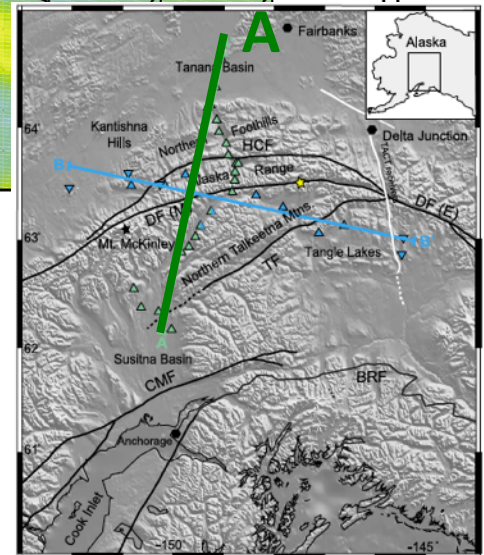 A
Fairbanks
Alaska
Tanana Basin
64
Kantishna
Hills
Northern
Foothills
HCF
Delta Junction
TACT refraction
B
Alaska
Range
DF (E)
DF (W)
B'
63
Mt. McKinley
Northern Talkeetna Mtns.
Tangle Lakes
TF
A
62
Susitna Basin
CMF
BRF
61
Anchorage
Cook Inlet
-150
-145